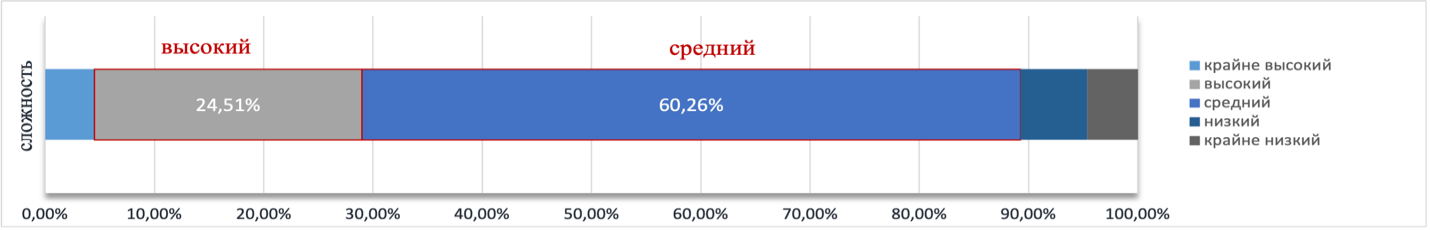 высокий
средний
сложность
24,51%
60,26%
крайне высокий
высокий
средний
низкий
крайне низкий
0,00%
10,00%
20,00%
30,00%
40,00%
50,00%
60,00%
70,00%
80,00%
90,00%
100,00%